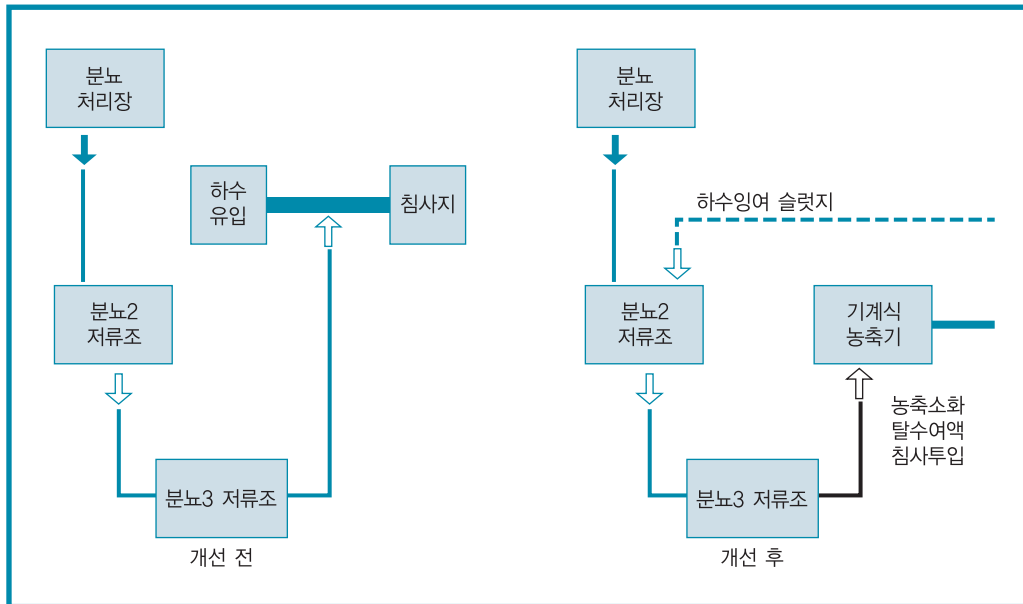 분뇨
처리장
하수
유입
침사지
분뇨2
저류조
분뇨3 저류조
개선 전
분뇨
처리장
하수잉여 슬럿지
분뇨2
저류조
기계식
농축기
농축소화
탈수여액
침사투입
분뇨3 저류조
개선 후